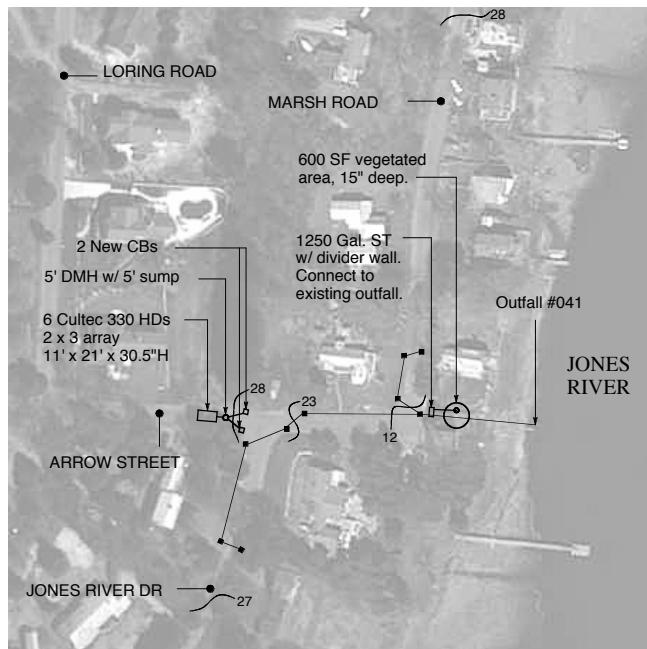 28
LORING ROAD
MARSH ROAD
600 SF vegetated
area, 15" deep.
2 New CBs
5' DMH w/ 5' sump
6 Cultec 330 HDs
2 x 3 array
11' x 21' x 30.5"H
1250 Gal. ST
w/ divider wall.
Connect to
existing outfall.
Outfall #041
JONES
RIVER
28
23
12
ARROW STREET
JONES RIVER DR
27